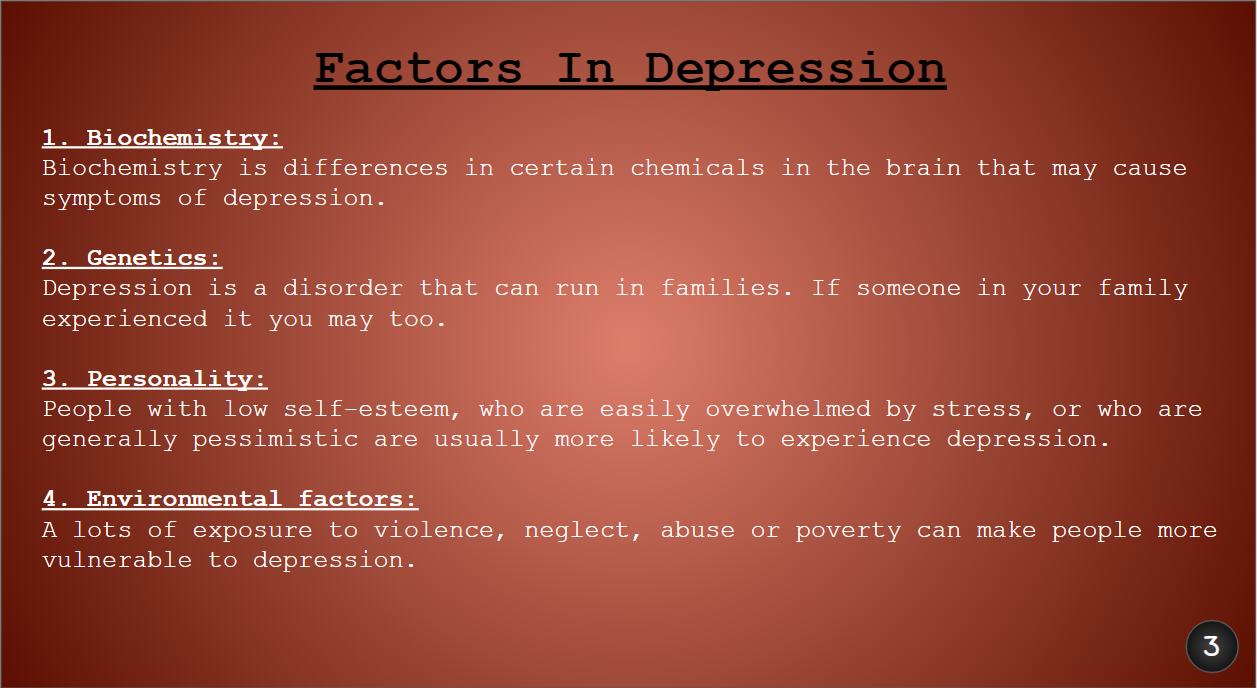 Factors In Depression
1. Biochemistry:
Biochemistry is differences in certain chemicals in the brain that may cause
symptoms of depression.
2. Genetics:
Depression is a disorder that can run in families. If someone in your family
experienced it you may too.
3. Personality:
People with low self-esteem, who are easily overwhelmed by stress, or who are
generally pessimistic are usually more likely to experience depression.
4. Environmental factors:
A lots of exposure to violence, neglect, abuse or poverty can make people more
vulnerable to depression.
3